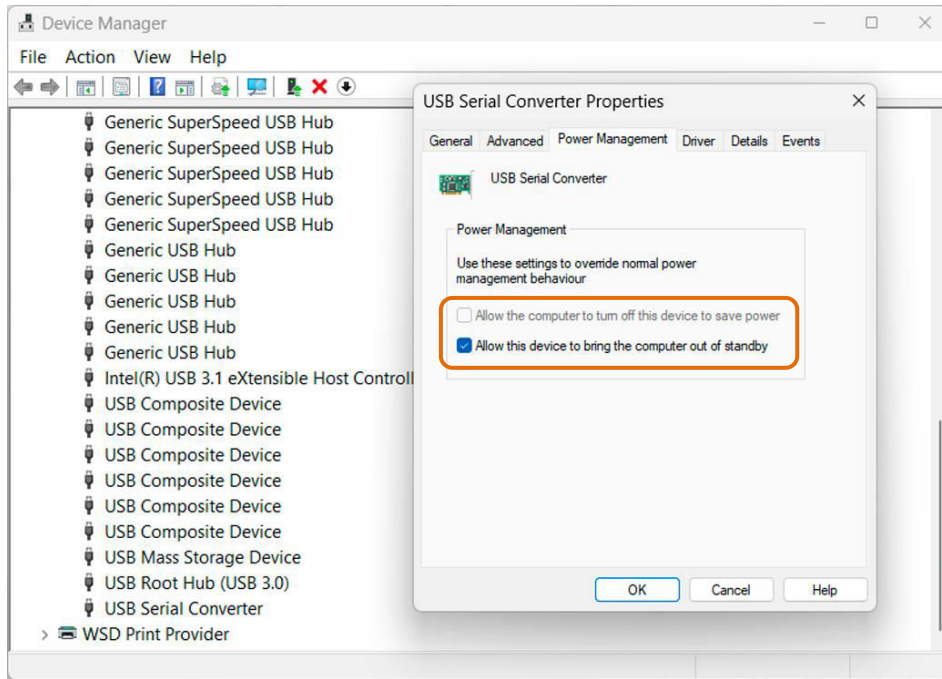 Device Manager
File Action View Help
Generic SuperSpeed USB Hub
Generic SuperSpeed USB Hub
Generic SuperSpeed USB Hub
Generic SuperSpeed USB Hub
Generic SuperSpeed USB Hub
Generic USB Hub
Generic USB Hub
Generic USB Hub
Generic USB Hub
Generic USB Hub
Intel(R) USB 3.1 eXtensible Host Controll
USB Composite Device
USB Composite Device
USB Composite Device
USB Composite Device
USB Composite Device
USB Composite Device
USB Mass Storage Device
USB Root Hub (USB 3.0)
USB Serial Converter
WSD Print Provider
USB Serial Converter Properties
General Advanced Power Management Driver Details Events
USB Serial Converter
Power Management
Use these settings to override normal power
management behaviour
Allow the computer to turn off this device to save power
Allow this device to bring the computer out of standby
OK Cancel Help